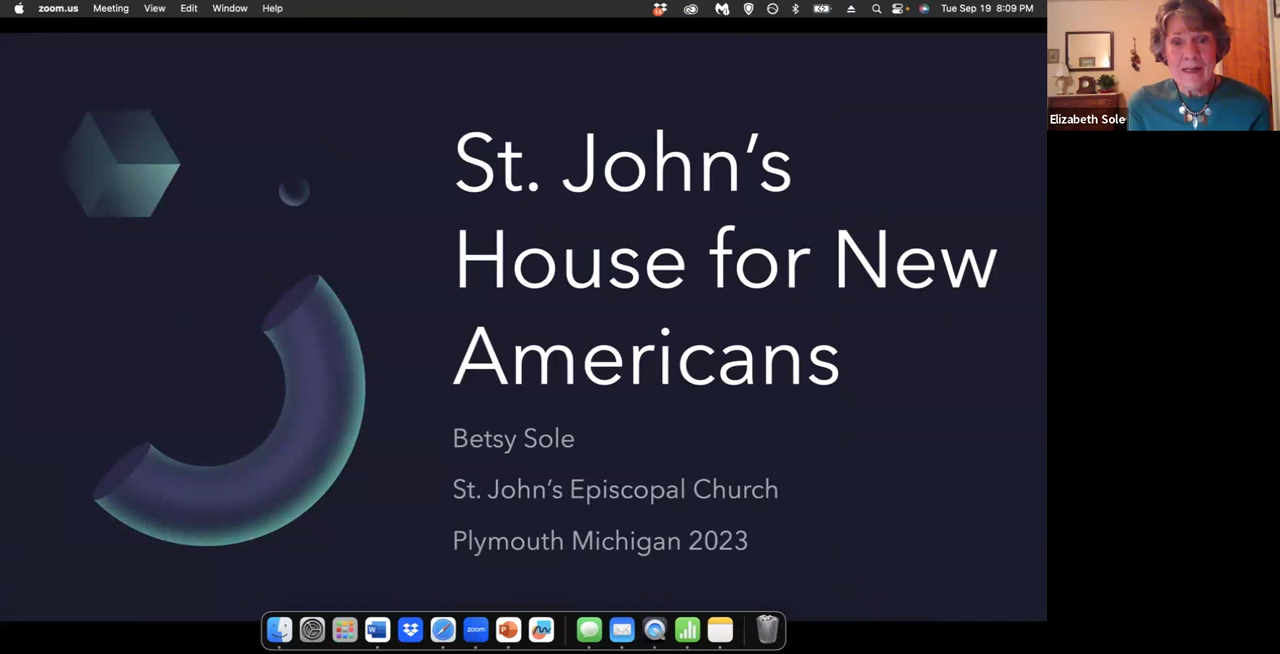 zoom.us Meeting View Edit Window Help Tue Sep 19 8:09 PM
Elizabeth Sole
St. John’s
House for New
Americans
Betsy Sole
St. John’s Episcopal Church
Plymouth Michigan 2023
zoom